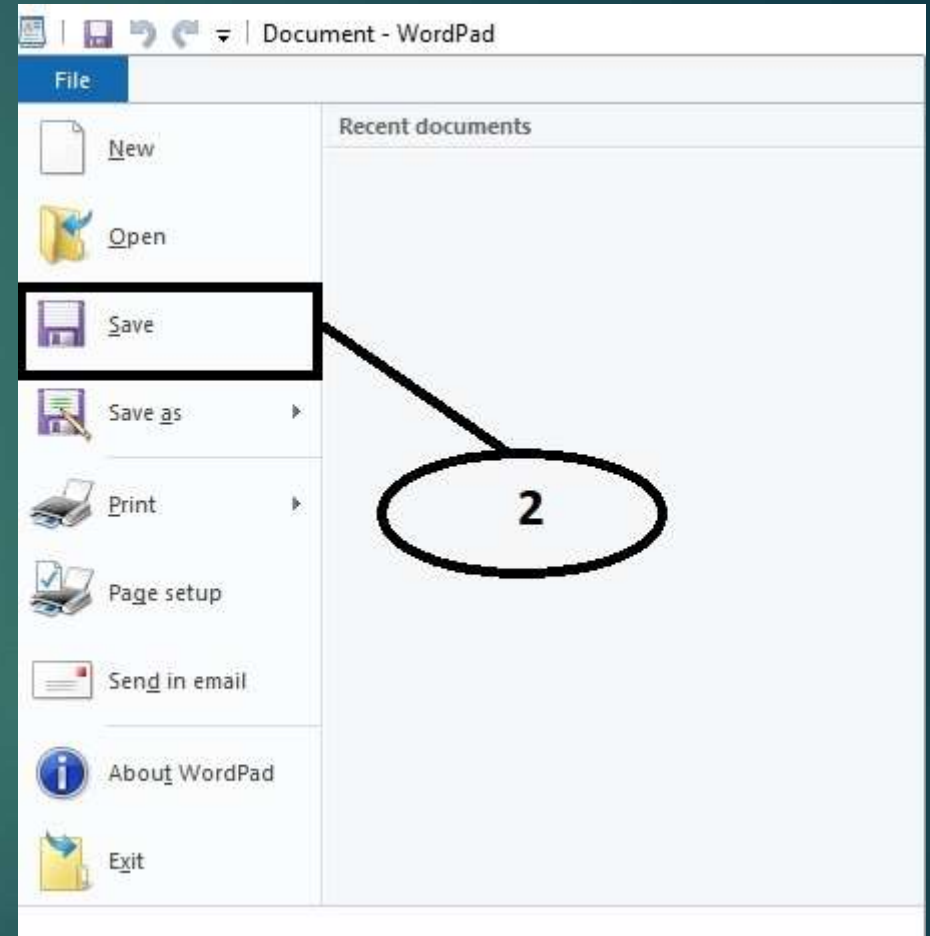 Document - WordPad
File
Recent documents
New
Open
Save
Save as
Print
Page setup
Send in email
About WordPad
Exit
2